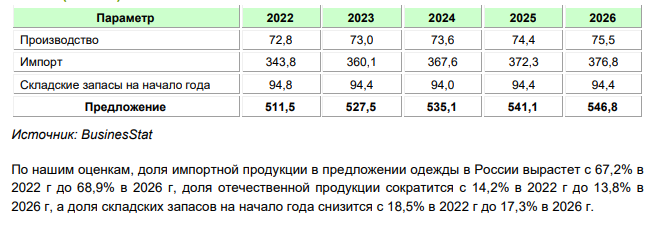 Параметр 2022 2023 2024 2025 2026
Производство 72,8 73,0 73,6 74,4 75,5
Импорт 343,8 360,1 367,6 372,3 376,8
Складские запасы на начало года 94,8 94,4 94,0 94,4 94,4
Предложение 511,5 527,5 535,1 541,1 546,8
Источник: BusinesStat
По нашим оценкам, доля импортной продукции в предложении одежды в России вырастет с 67,2% в
2022 г до 68,9% в 2026 г, доля отечественной продукции сократится с 14,2% в 2022 г до 13,8% в
2026 г, а доля складских запасов на начало года снизится с 18,5% в 2022 г до 17,3% в 2026 г.